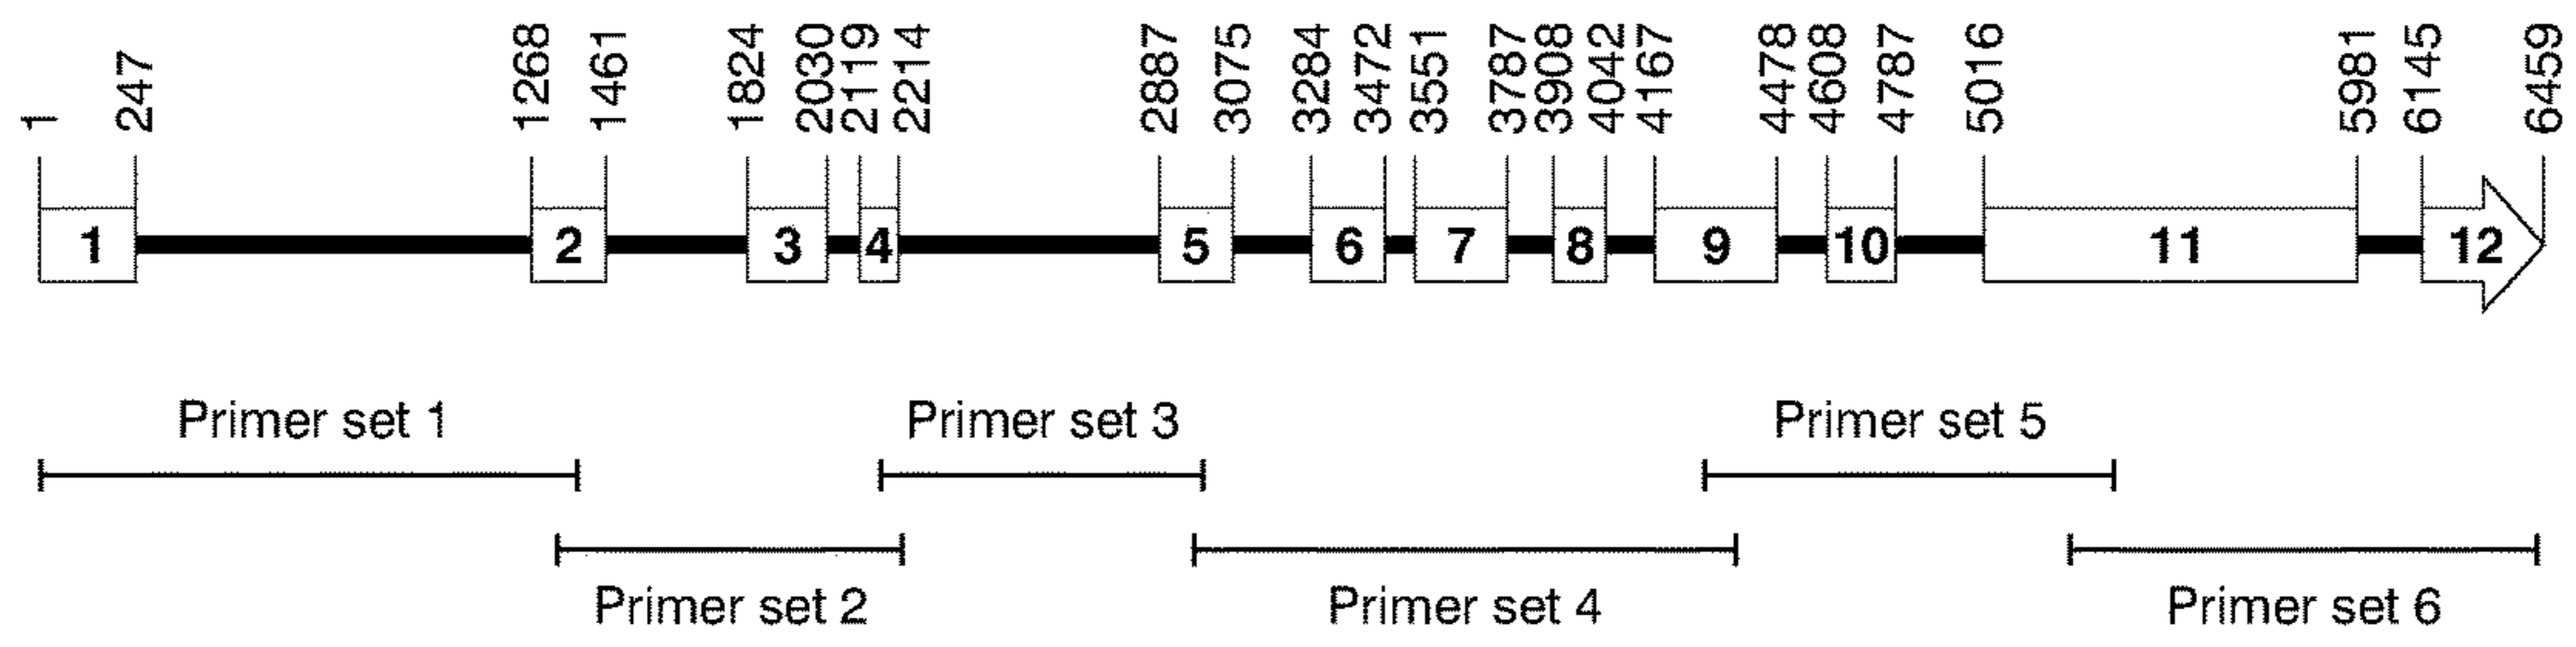 1 247 1268 1461 1824 2030 2119 2214 2887 3075 3284 3472 3551 3787 3908 4042 4167 4478 4608 4787 5016 5981 6145 6459
1 2 3 4 5 6 7 8 9 10 11 12
Primer set 1 Primer set 3 Primer set 5
Primer set 2 Primer set 4 Primer set 6